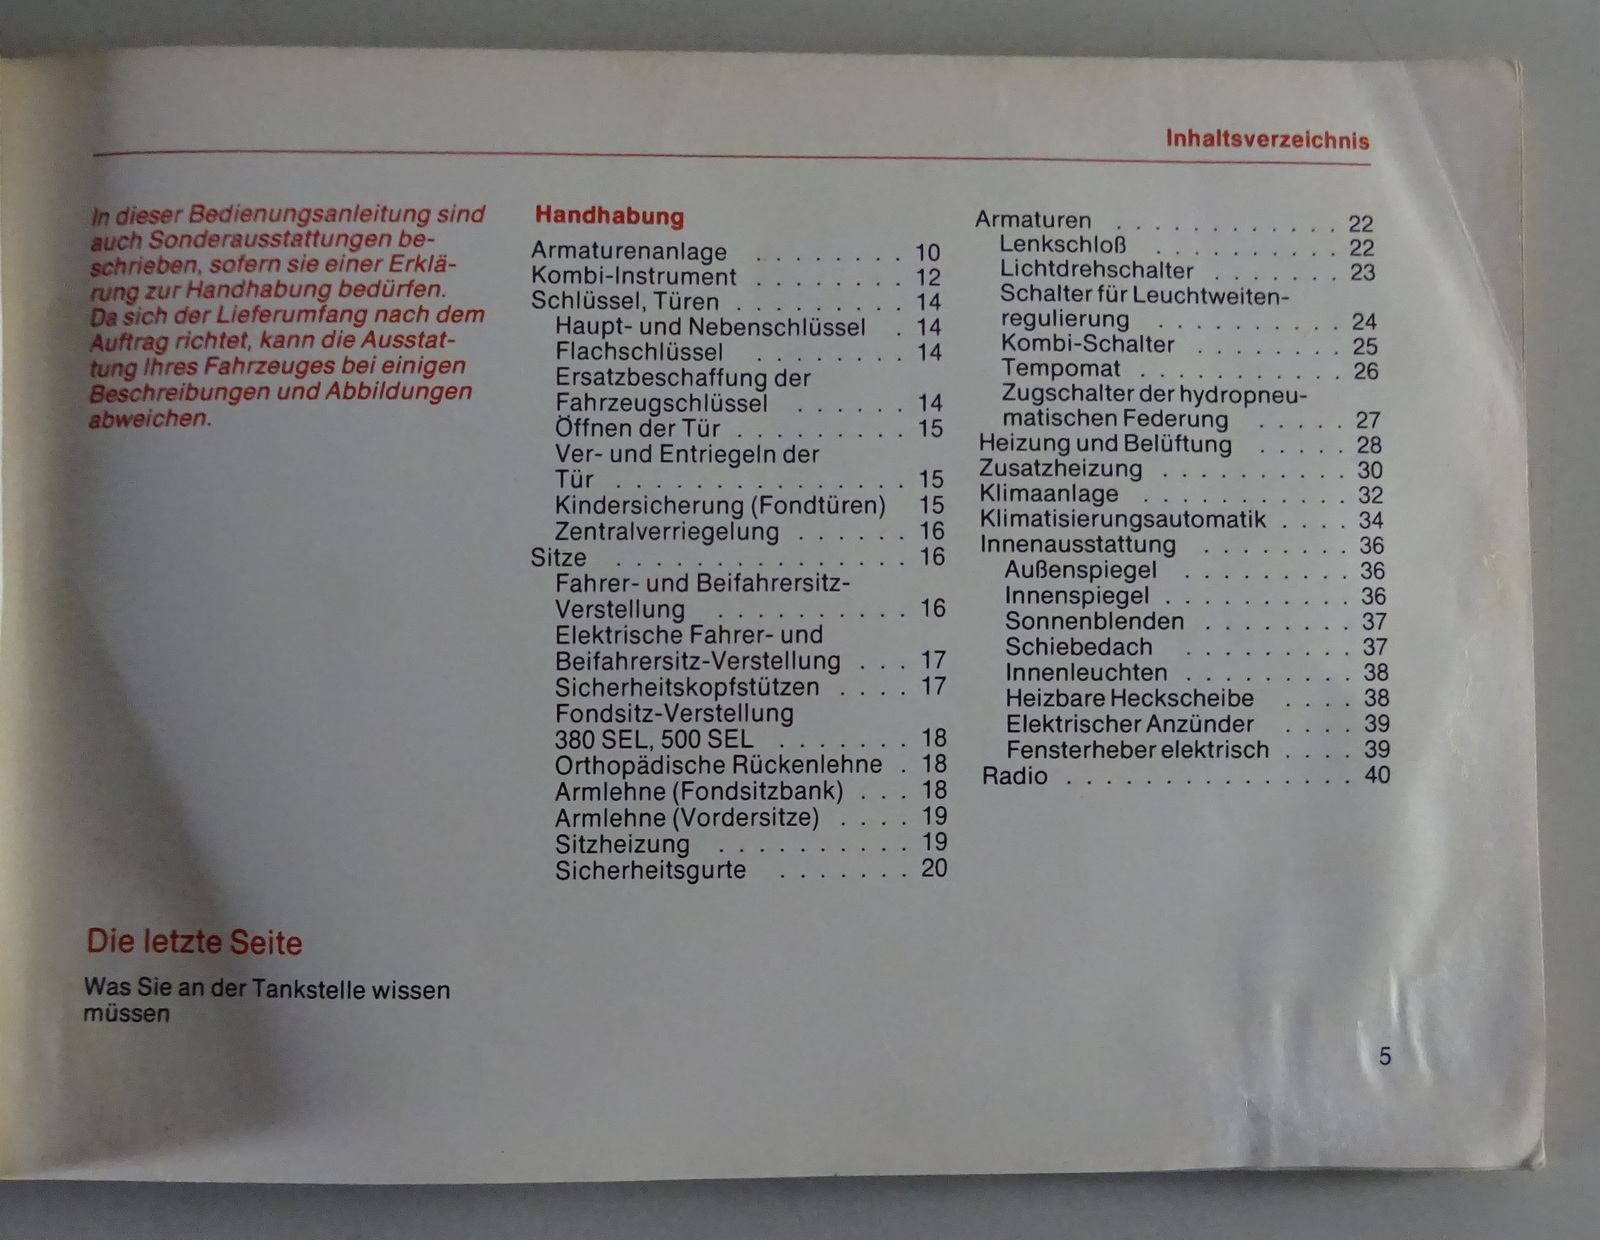 Inhaltsverzeichnis
In dieser Bedienungsanleitung sind
auch Sonderausstattungen be-
schrieben, sofern sie einer Erklä-
rung zur Handhabung bedürfen.
Da sich der Lieferumfang nach dem
Auftrag richtet, kann die Ausstat-
tung Ihres Fahrzeuges bei einigen
Beschreibungen und Abbildungen
abweichen.
Die letzte Seite
Was Sie an der Tankstelle wissen
müssen
Handhabung
Armaturenanlage . . . . . . . . 10
Kombi-Instrument . . . . . . . . 12
Schlüssel, Türen . . . . . . . . . 14
Haupt- und Nebenschlüssel . 14
Flachschlüssel . . . . . . . . 14
Ersatzbeschaffung der
Fahrzeugschlüssel . . . . . . 14
Öffnen der Tür . . . . . . . . . 15
Ver- und Entriegeln der
Tür . . . . . . . . . . . . . . . 15
Kindersicherung (Fondtüren) 15
Zentralverriegelung . . . . . . 16
Sitze . . . . . . . . . . . . . . . 16
Fahrer- und Beifahrersitz-
Verstellung . . . . . . . . . . 16
Elektrische Fahrer- und
Beifahrersitz-Verstellung . . . 17
Sicherheitskopfstützen . . . . 17
Fondsitz-Verstellung
380 SEL, 500 SEL . . . . . . . 18
Orthopädische Rückenlehne . 18
Armlehne (Fondsitzbank) . . . 18
Armlehne (Vordersitze) . . . . 19
Sitzheizung . . . . . . . . . . 19
Sicherheitsgurte . . . . . . . 20
Armaturen . . . . . . . . . . . . 22
Lenkschloß . . . . . . . . . . 22
Lichtdrehschalter . . . . . . . 23
Schalter für Leuchtweiten-
regulierung . . . . . . . . . . 24
Kombi-Schalter . . . . . . . . 25
Tempomat . . . . . . . . . . . 26
Zugschalter der hydropneu-
matischen Federung . . . . . 27
Heizung und Belüftung . . . . . 28
Zusatzheizung . . . . . . . . . . 30
Klimaanlage . . . . . . . . . . . 32
Klimatisierungsautomatik . . . . 34
Innenausstattung . . . . . . . . 36
Außenspiegel . . . . . . . . . 36
Innenspiegel . . . . . . . . . . 36
Sonnenblenden . . . . . . . . 37
Schiebedach . . . . . . . . . 37
Innenleuchten . . . . . . . . . 38
Heizbare Heckscheibe . . . . 38
Elektrischer Anzünder . . . . 39
Fensterheber elektrisch . . . . 39
Radio . . . . . . . . . . . . . . . 40
5